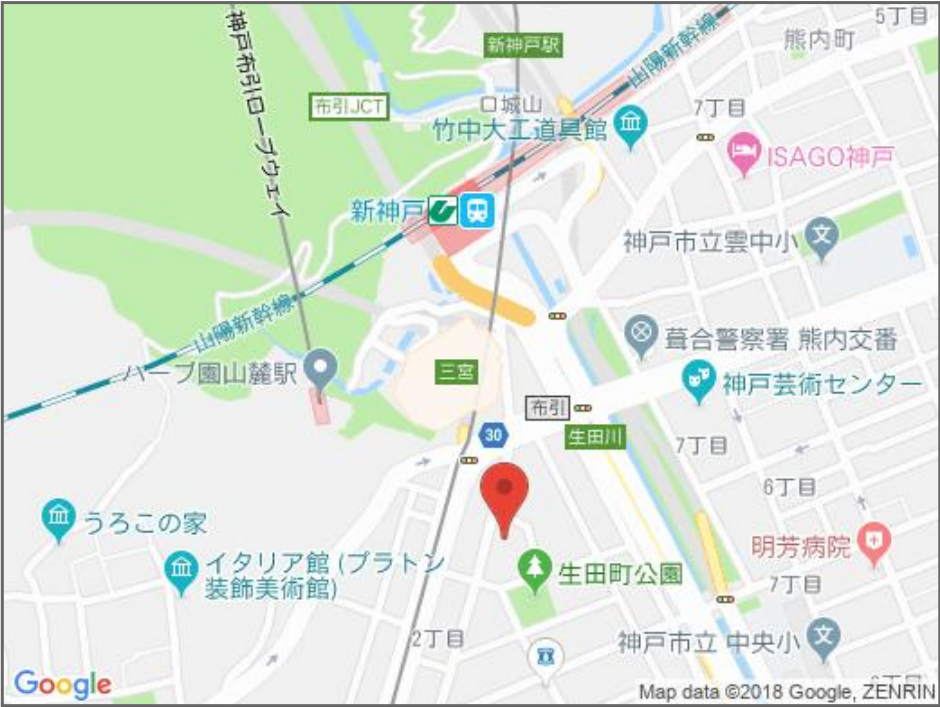 5丁目
熊内町
新神戸駅
山陽新幹線
神戸布引ロープウェイ
布引JCT
口城山
7丁目
竹中大工道具館
ISAGO神戸
新神戸
神戸市立雲中小
文
山陽新幹線
葺合警察署 熊内交番
ハーブ園山麓駅
三宮
神戸芸術センター
布引
30
生田川
7丁目
6丁目
うろこの家
明芳病院
イタリア館 (プラトン
装飾美術館)
生田町公園
7丁目
2丁目
神戸市立 中央小
文
Google
Map data ©2018 Google, ZENRIN